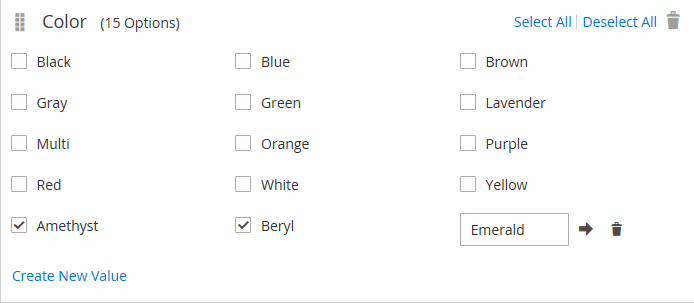 Color (15 Options) Select All Deselect All
Black Blue Brown
Gray Green Lavender
Multi Orange Purple
Red White Yellow
Amethyst Beryl Emerald
Create New Value